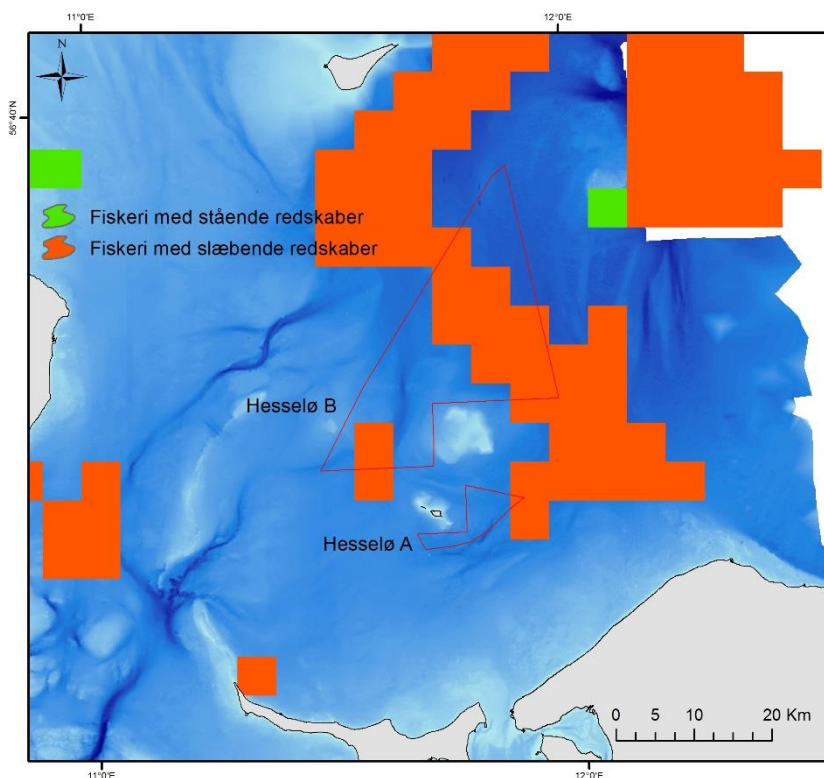 11°0'E
12°0'E
N
56°40'N
Fiskeri med stående redskaber
Fiskeri med slæbende redskaber
Hesselø B
Hesselø A
0 5 10 20 Km
11°0'E
12°0'E